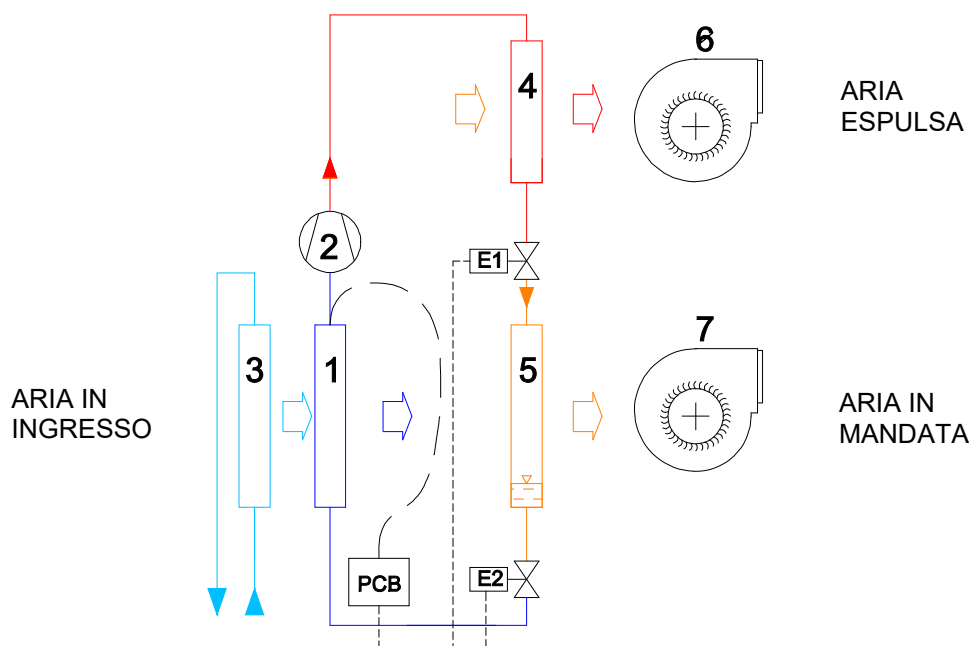 6
4
ARIA
ESPULSA
2
E1
7
3
1
5
ARIA IN
INGRESSO
ARIA IN
MANDATA
PCB
E2